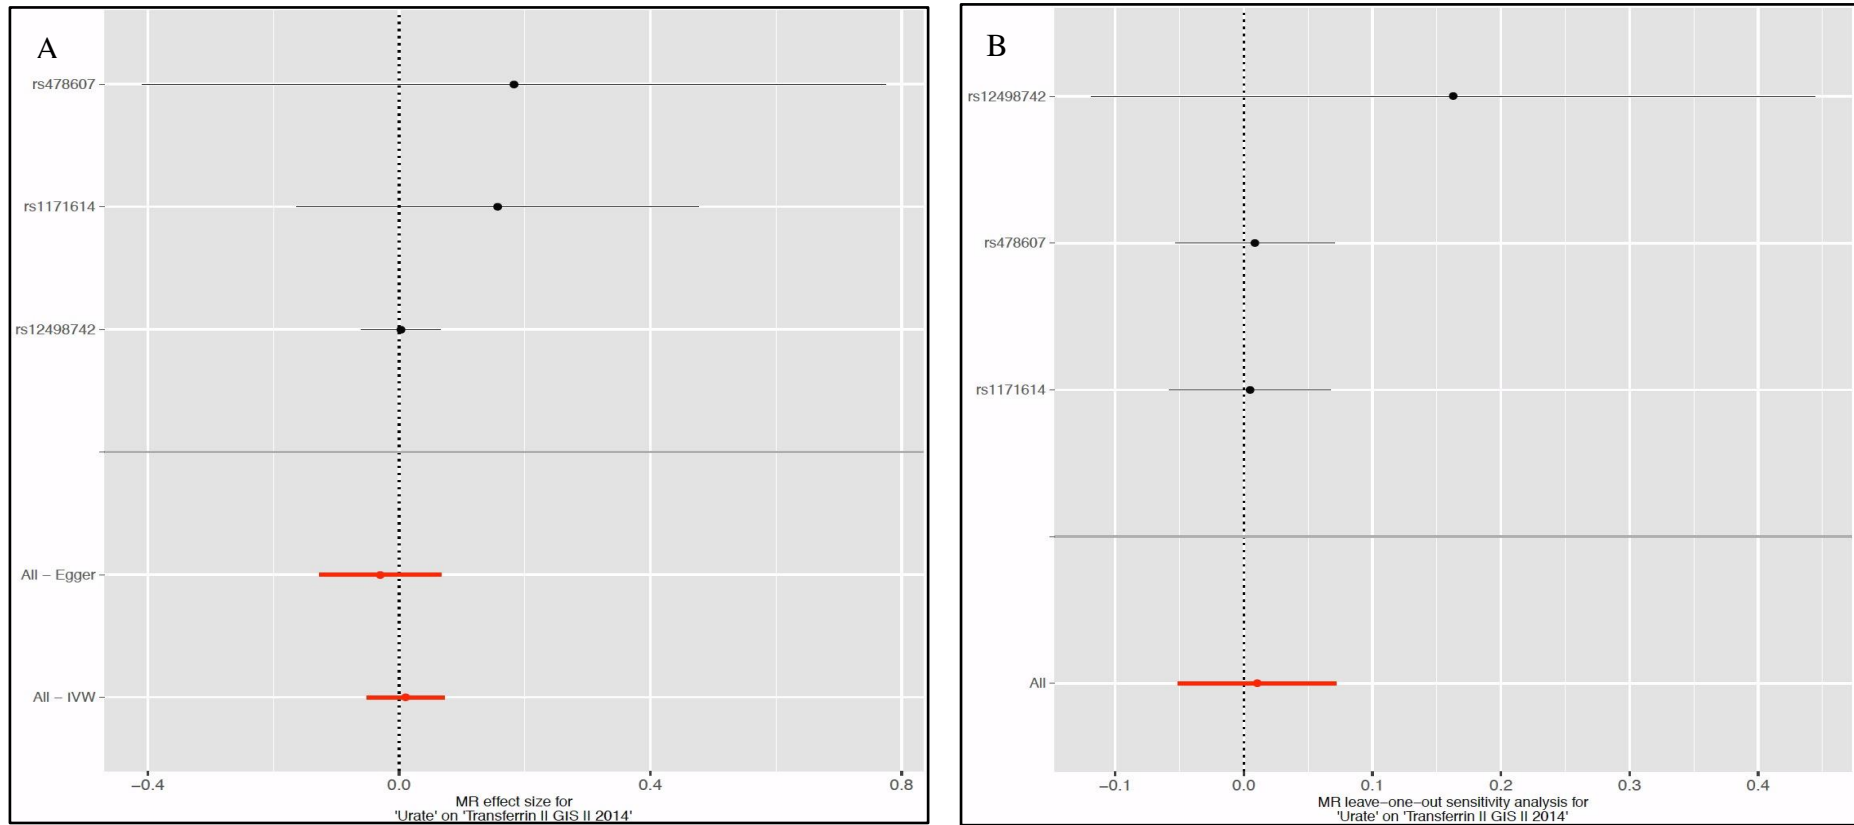 A
rs478607
rs1171614
rs12498742
All – Egger
All – IVW
−0.4 0.0 0.4 0.8
MR effect size for
'Urate' on 'Transferrin II GIS II 2014'
B
rs12498742
rs478607
rs1171614
All
−0.1 0.0 0.1 0.2 0.3 0.4
MR leave−one−out sensitivity analysis for
'Urate' on 'Transferrin II GIS II 2014'